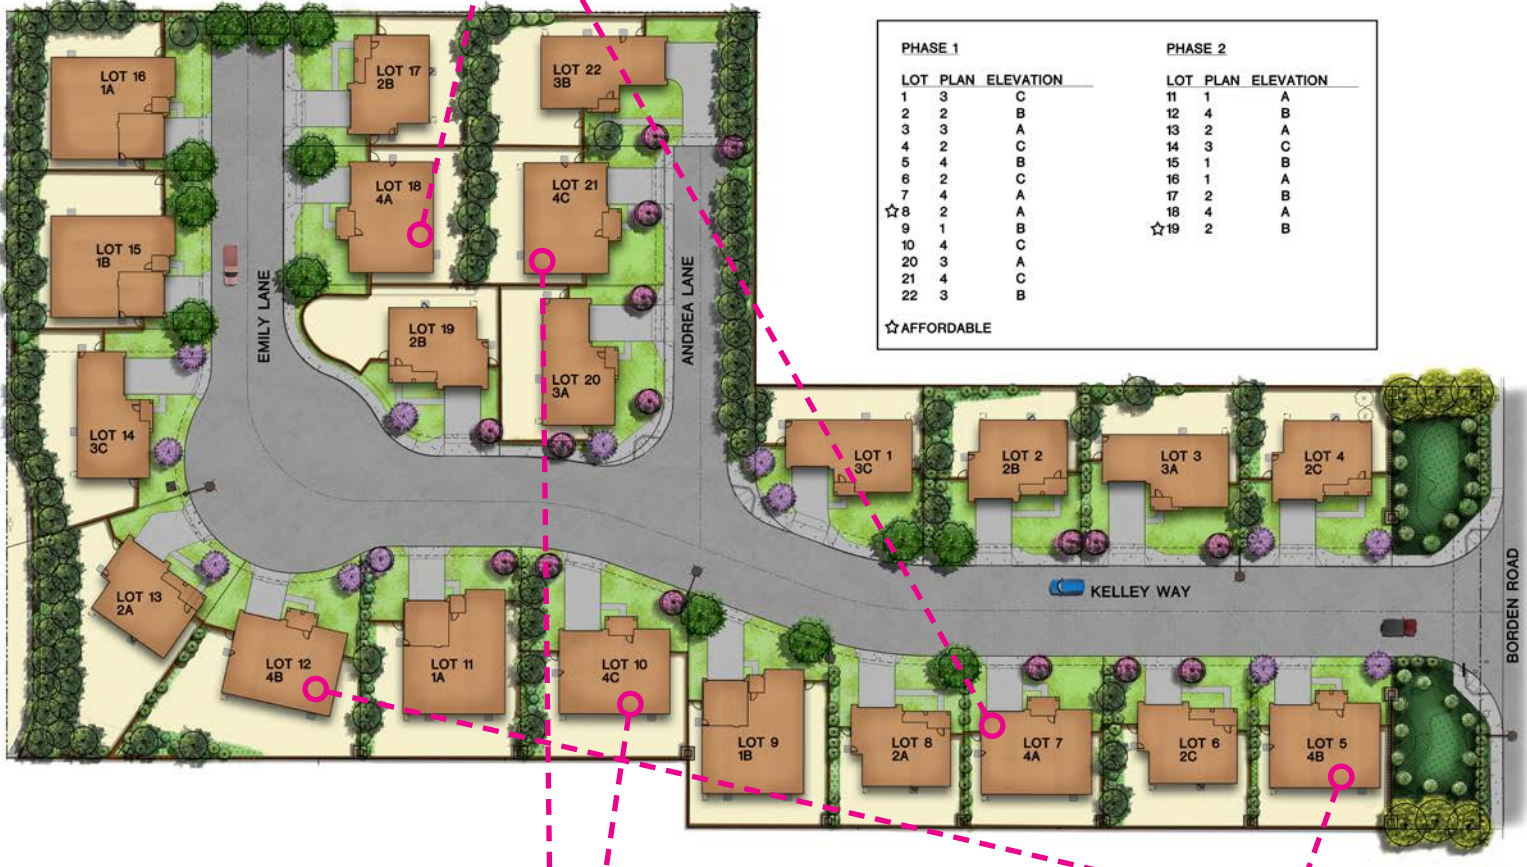 PHASE 1
LOT PLAN ELEVATION
1 3 C
2 2 B
3 3 A
4 2 C
5 4 B
6 2 C
7 4 A
☆8 2 A
9 1 B
10 4 C
20 3 A
21 4 C
22 3 B
☆AFFORDABLE
PHASE 2
LOT PLAN ELEVATION
11 1 A
12 4 B
13 2 A
14 3 C
15 1 B
16 1 A
17 2 B
18 4 A
☆19 2 B
LOT 16
1A
LOT 17
2B
LOT 22
3B
LOT 18
4A
LOT 21
4C
LOT 15
1B
EMILY LANE
ANDREA LANE
LOT 19
2B
LOT 20
3A
LOT 14
3C
LOT 1
3C
LOT 2
2B
LOT 3
3A
LOT 4
2C
KELLEY WAY
BORDEN ROAD
LOT 13
2A
LOT 12
4B
LOT 11
1A
LOT 10
4C
LOT 9
1B
LOT 8
2A
LOT 7
4A
LOT 6
2C
LOT 5
4B